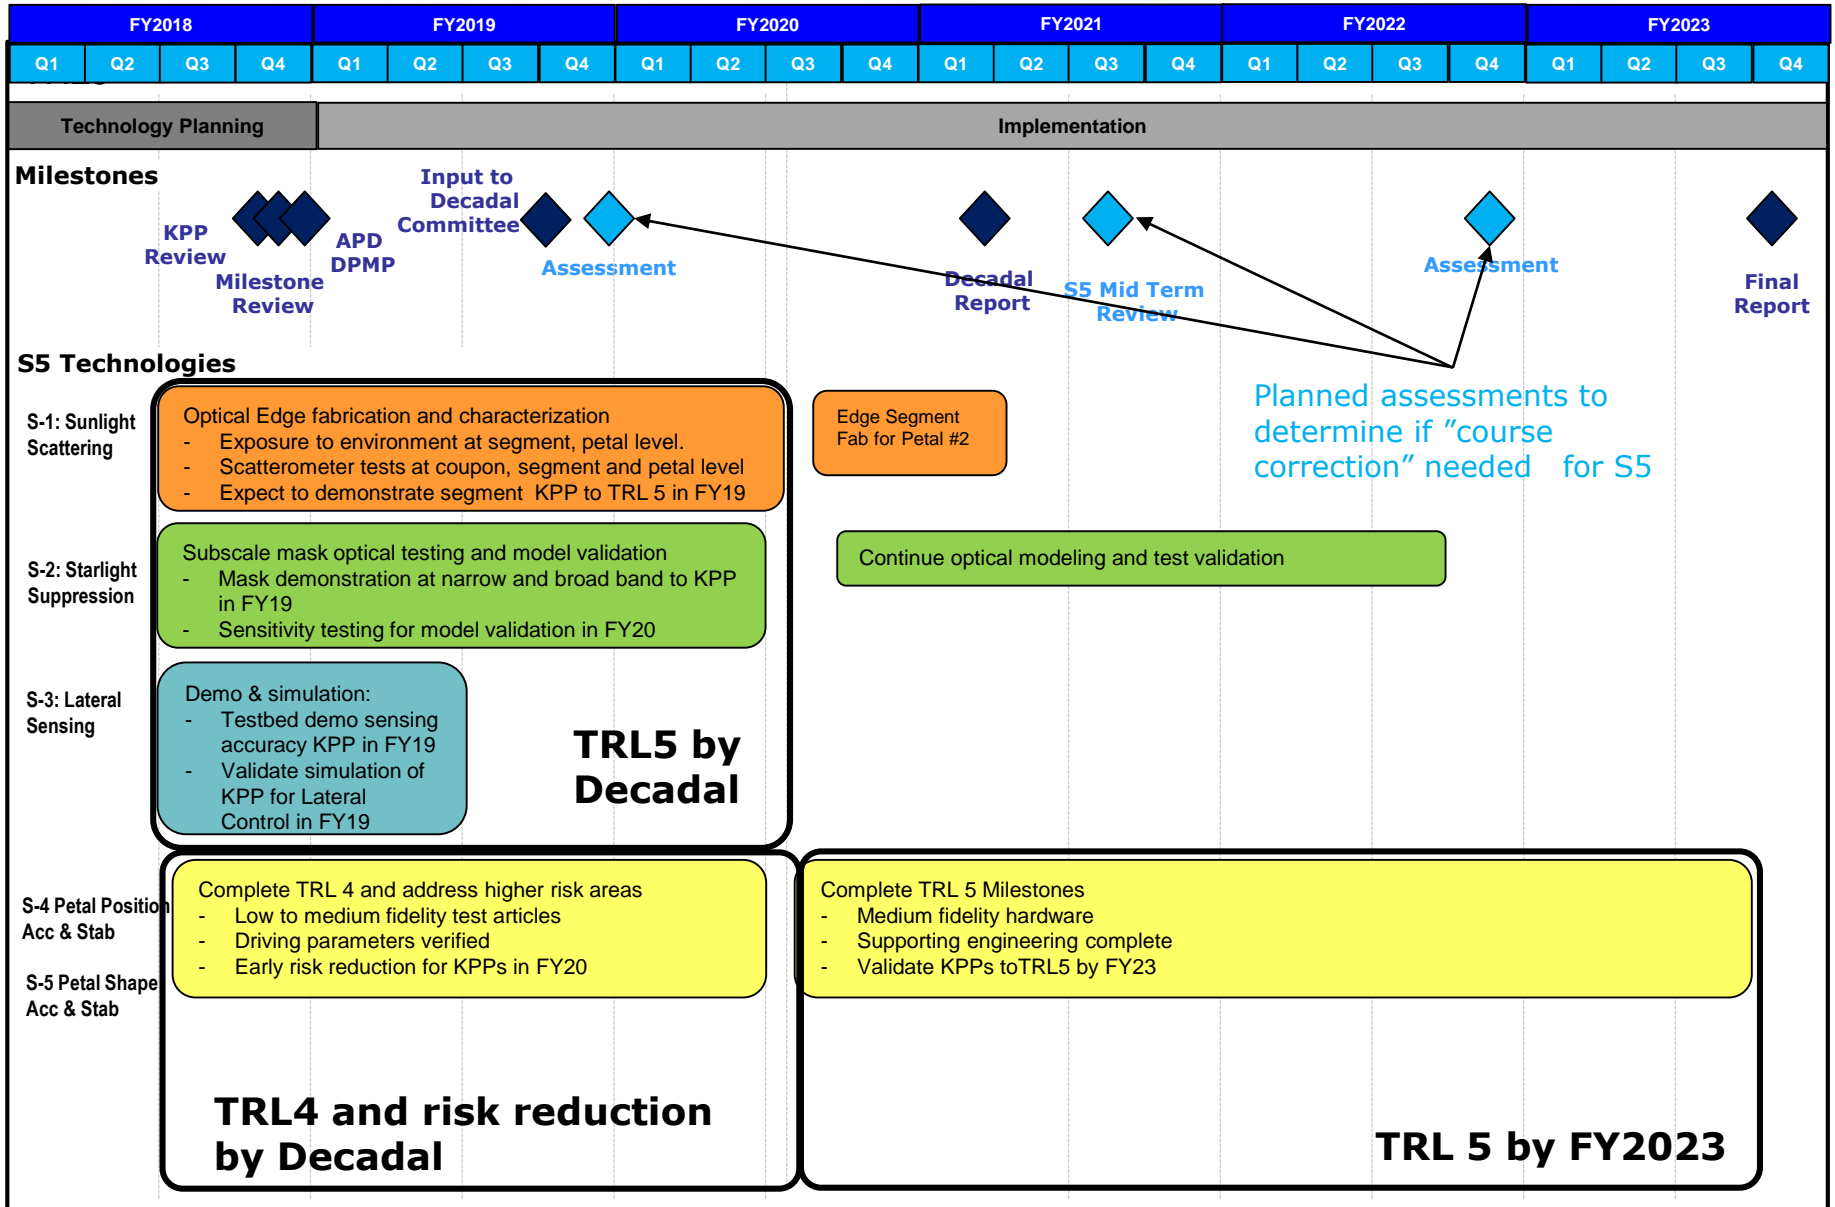 FY2018 FY2019 FY2020 FY2021 FY2022 FY2023
Q1 Q2 Q3 Q4 Q1 Q2 Q3 Q4 Q1 Q2 Q3 Q4 Q1 Q2 Q3 Q4 Q1 Q2 Q3 Q4 Q1 Q2 Q3 Q4
Technology Planning
Implementation
Milestones
KPP
Review
Milestone
Review
APD
DPMP
Input to
Decadal
Committee
Assessment
Decadal
Report
S5 Mid Term
Review
Assessment
Final
Report
Planned assessments to
determine if "course
correction" needed for S5
S5 Technologies
S-1: Sunlight
Scattering
Optical Edge fabrication and characterization
- Exposure to environment at segment, petal level.
- Scatterometer tests at coupon, segment and petal level
- Expect to demonstrate segment KPP to TRL 5 in FY19
Edge Segment
Fab for Petal #2
S-2: Starlight
Suppression
Subscale mask optical testing and model validation
- Mask demonstration at narrow and broad band to KPP
in FY19
- Sensitivity testing for model validation in FY20
Continue optical modeling and test validation
S-3: Lateral
Sensing
Demo & simulation:
- Testbed demo sensing
accuracy KPP in FY19
- Validate simulation of
KPP for Lateral
Control in FY19
TRL5 by
Decadal
S-4 Petal Position
Acc & Stab
S-5 Petal Shape
Acc & Stab
Complete TRL 4 and address higher risk areas
- Low to medium fidelity test articles
- Driving parameters verified
- Early risk reduction for KPPs in FY20
Complete TRL 5 Milestones
- Medium fidelity hardware
- Supporting engineering complete
- Validate KPPs toTRL5 by FY23
TRL4 and risk reduction
by Decadal
TRL 5 by FY2023